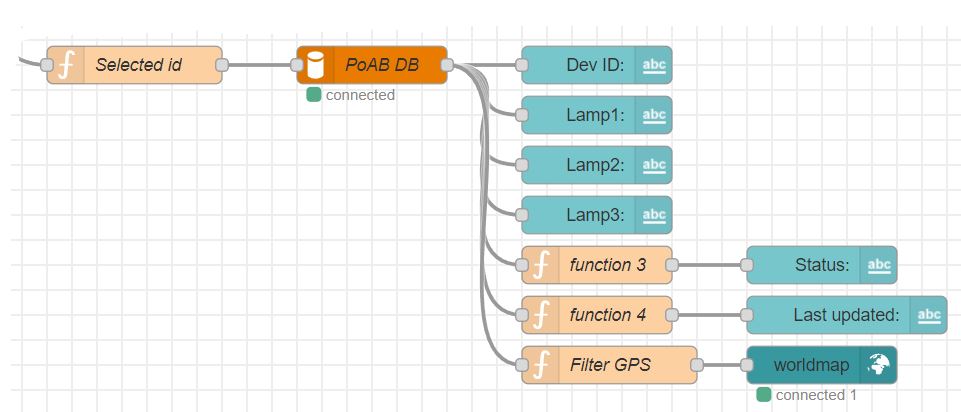 Selected id
PoAB DB
connected
Dev ID: abc
Lamp1: abc
Lamp2: abc
Lamp3: abc
function 3
Status: abc
function 4
Last updated: abc
Filter GPS
worldmap
connected 1